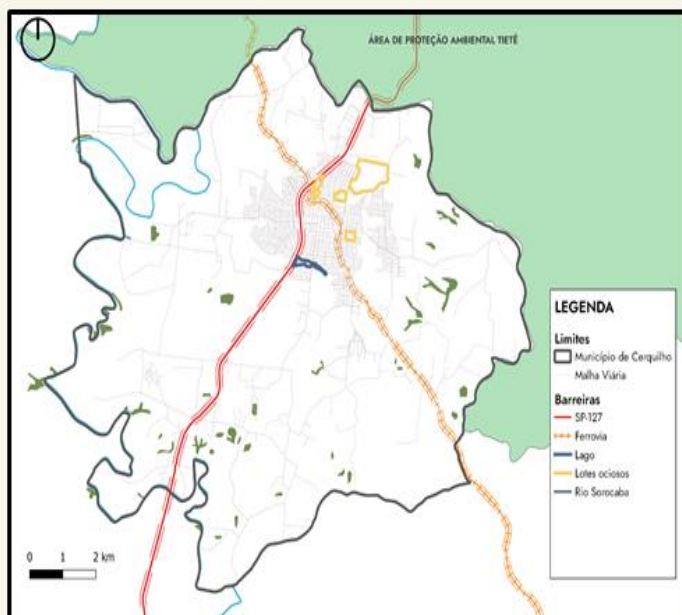 ÁREA DE PROTEÇÃO AMBIENTAL TIETÊ
LEGENDA
Limites
Município de Cerquilho
Malha Viária
Barreiras
SP-127
Ferrovia
Lago
Lotes ociosos
Rio Sorocaba
0 1 2 km